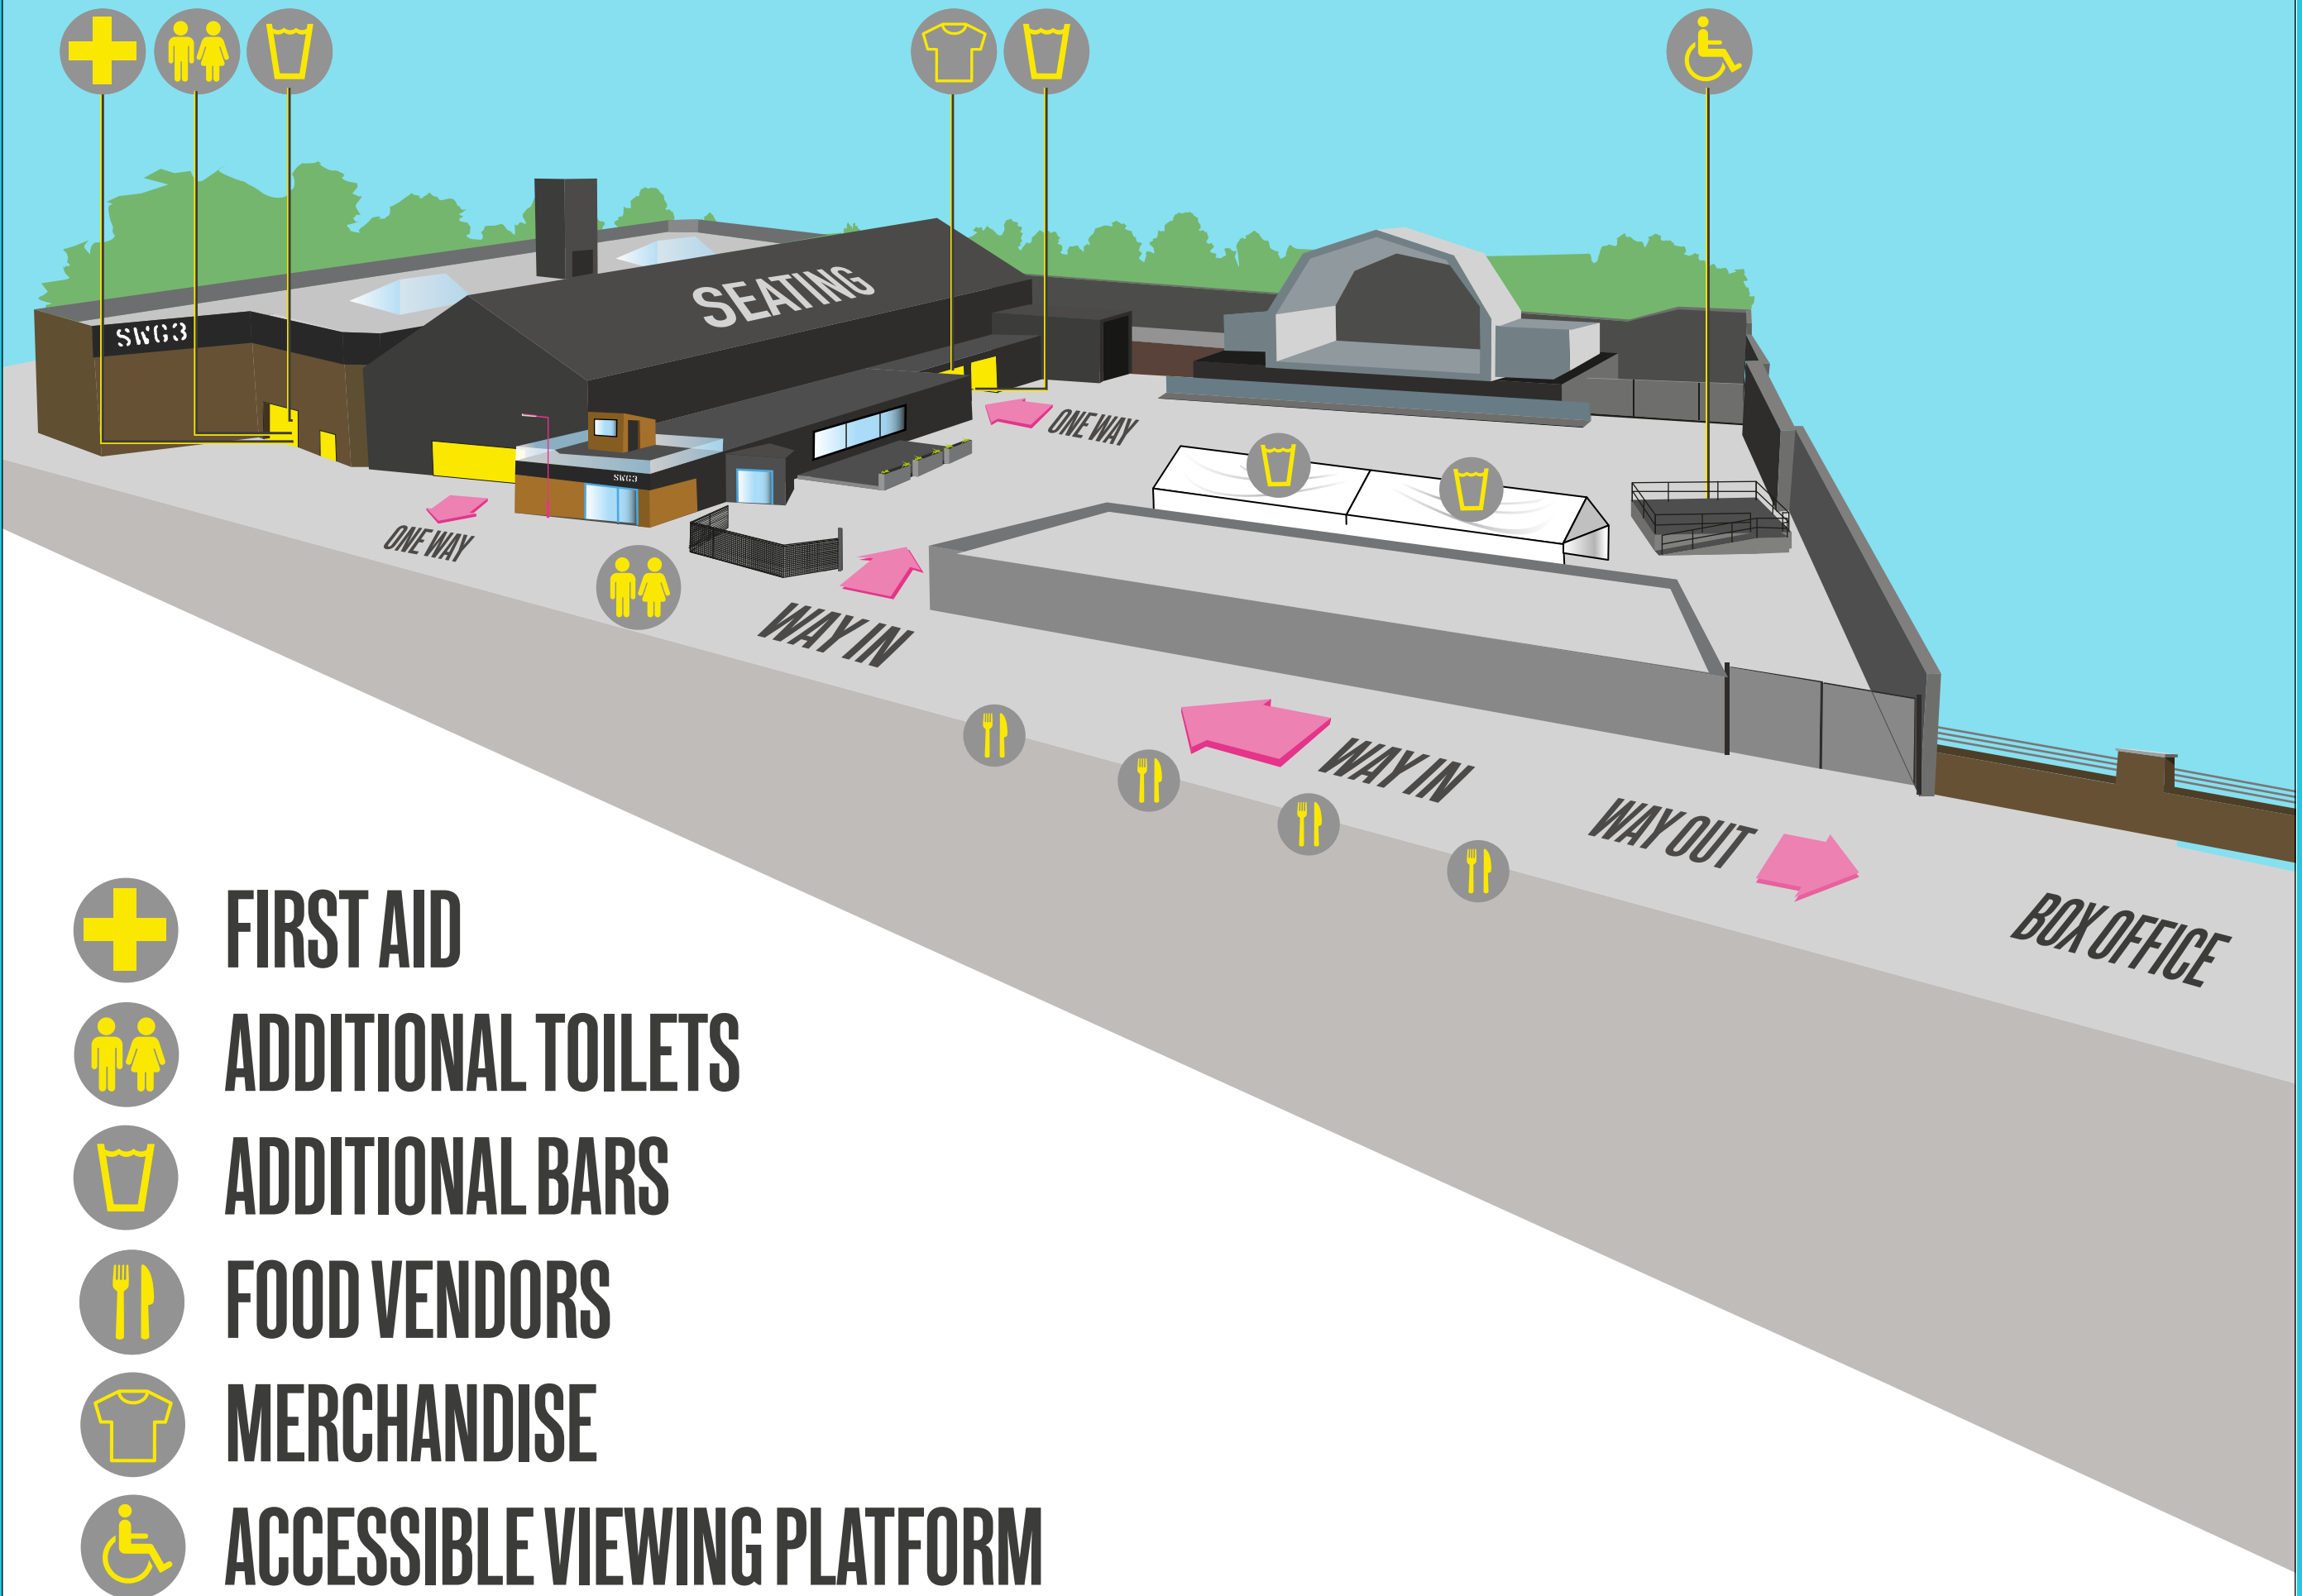 SWG3
SEATING
ONE WAY
SWG3
ONE WAY
WAY IN
WAY IN
WAY OUT
BOX OFFICE
FIRST AID
ADDITIONAL TOILETS
ADDITIONAL BARS
FOOD VENDORS
MERCHANDISE
ACCESSIBLE VIEWING PLATFORM